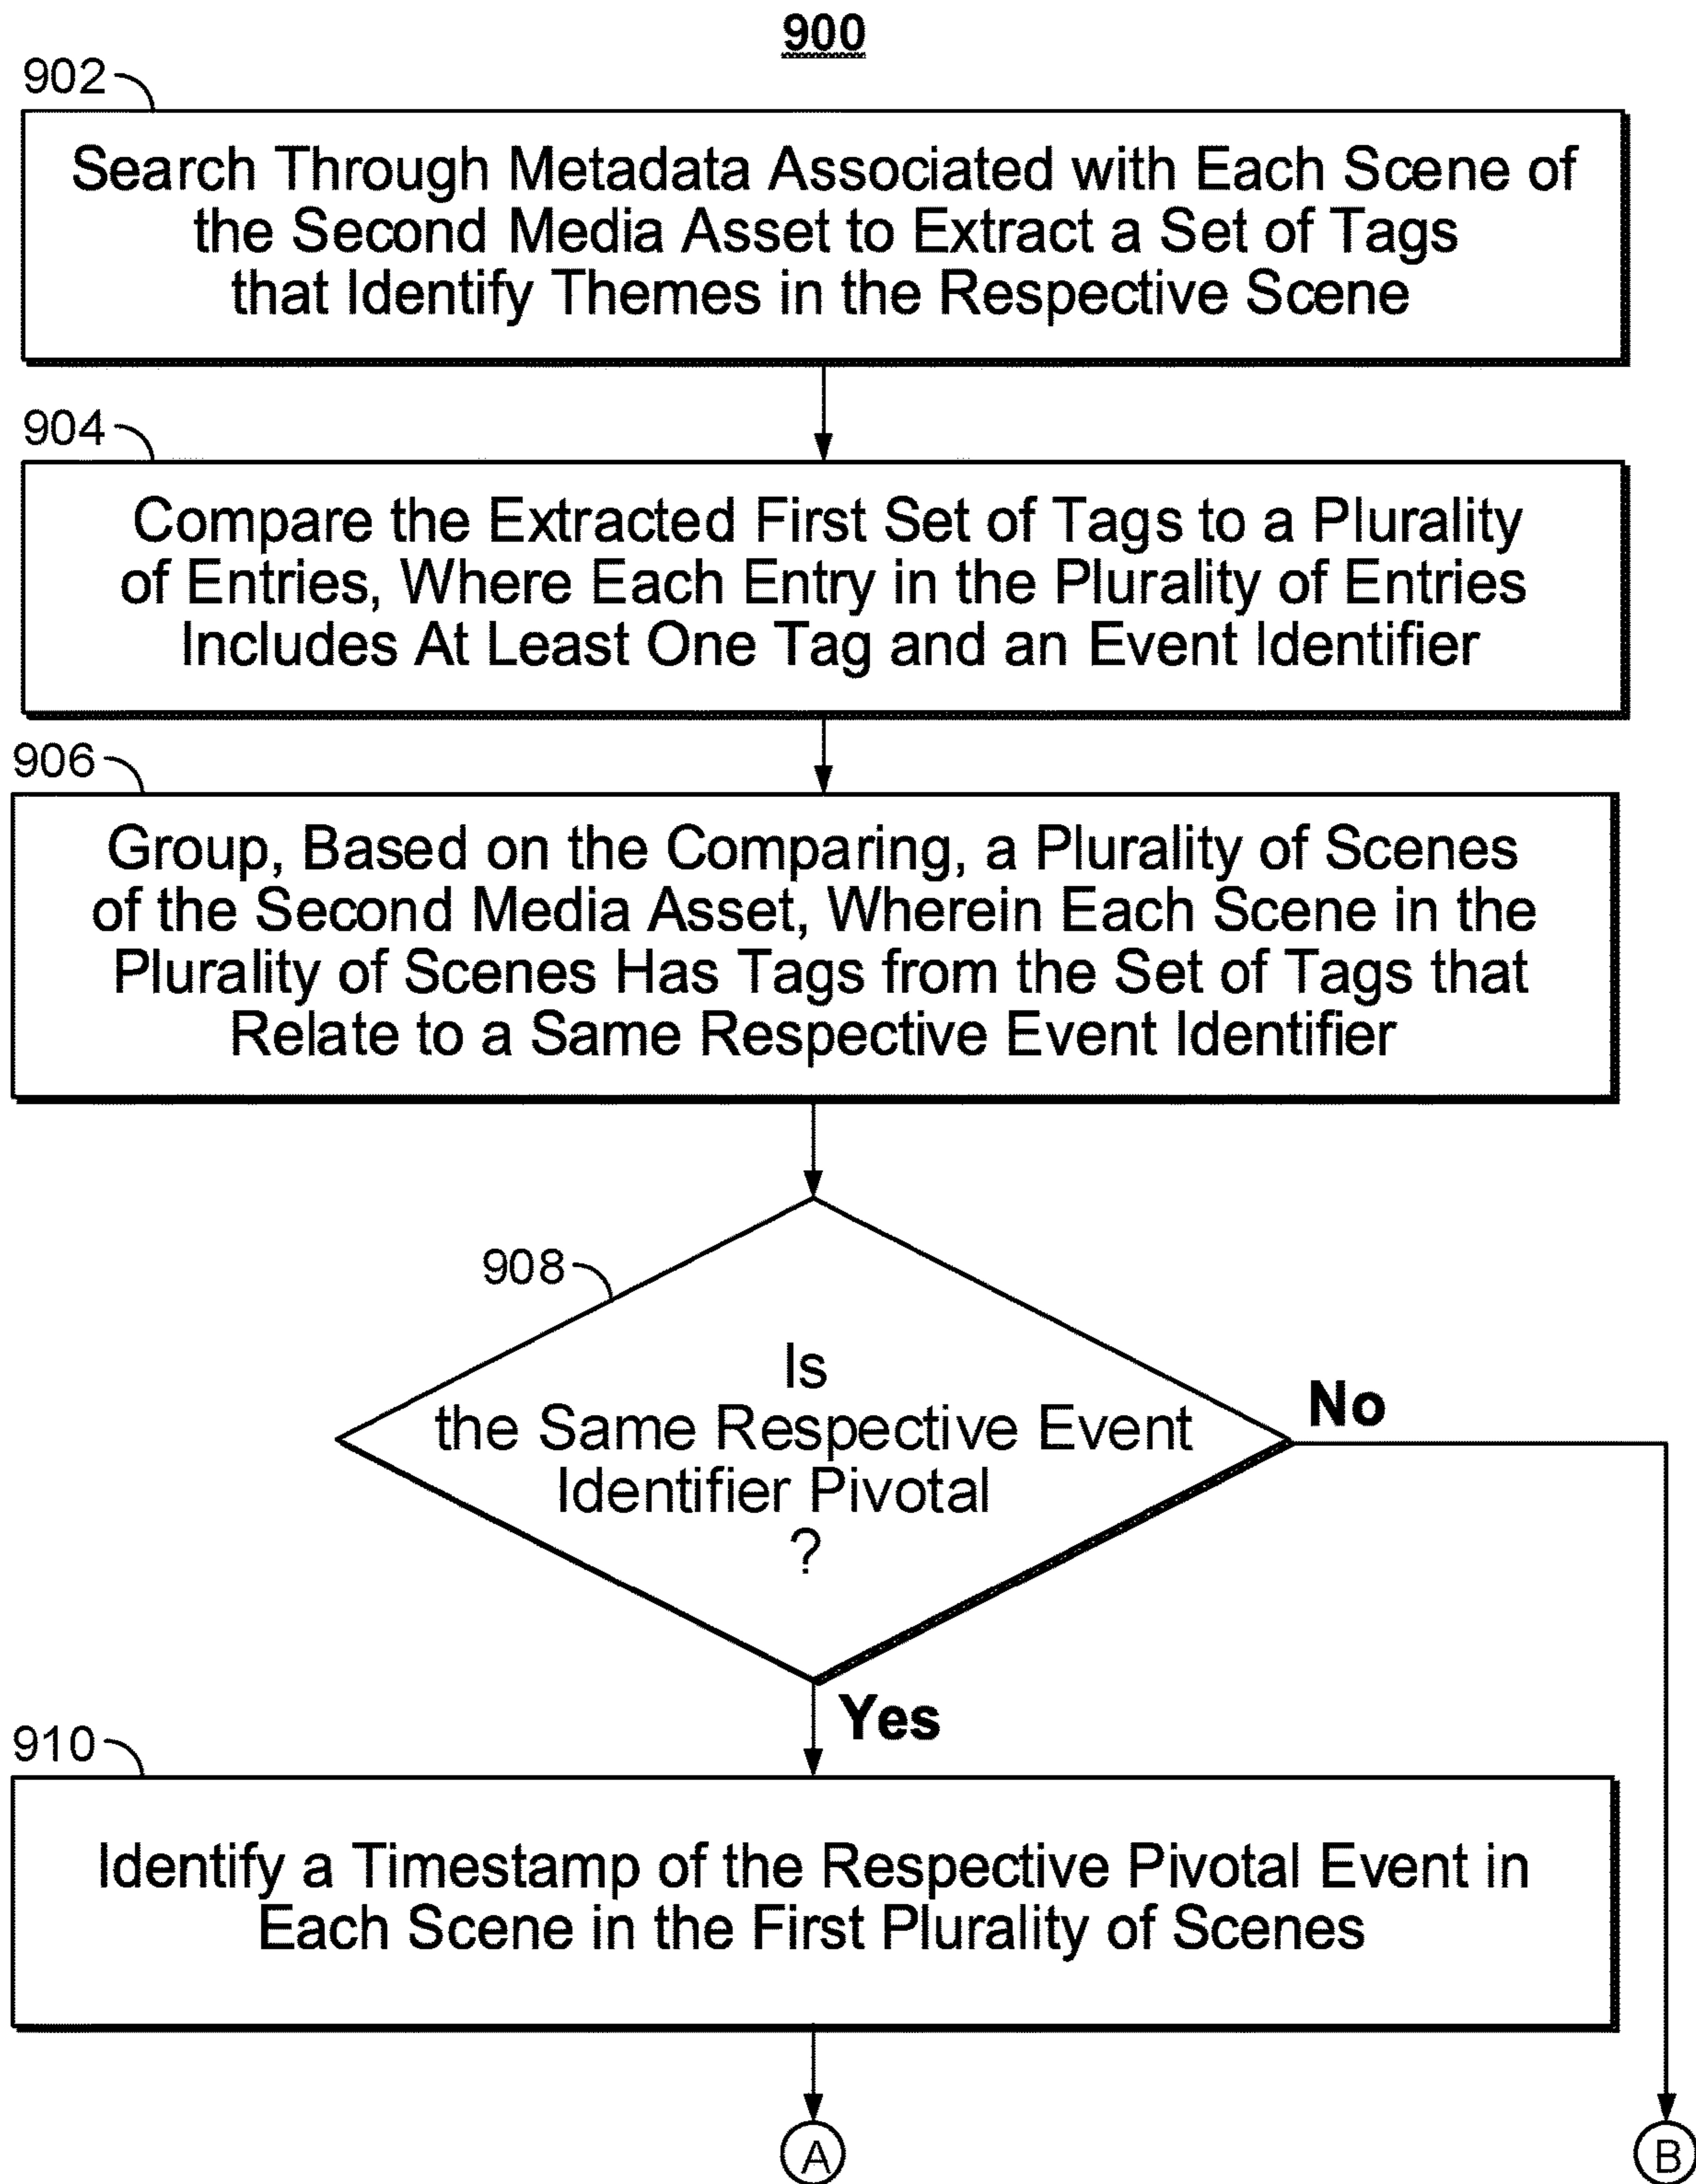 900
902
Search Through Metadata Associated with Each Scene of
the Second Media Asset to Extract a Set of Tags
that Identify Themes in the Respective Scene
904
Compare the Extracted First Set of Tags to a Plurality
of Entries, Where Each Entry in the Plurality of Entries
Includes At Least One Tag and an Event Identifier
906
Group, Based on the Comparing, a Plurality of Scenes
of the Second Media Asset, Wherein Each Scene in the
Plurality of Scenes Has Tags from the Set of Tags that
Relate to a Same Respective Event Identifier
908
Is
the Same Respective Event
Identifier Pivotal
?
No
Yes
910
Identify a Timestamp of the Respective Pivotal Event in
Each Scene in the First Plurality of Scenes
A
B